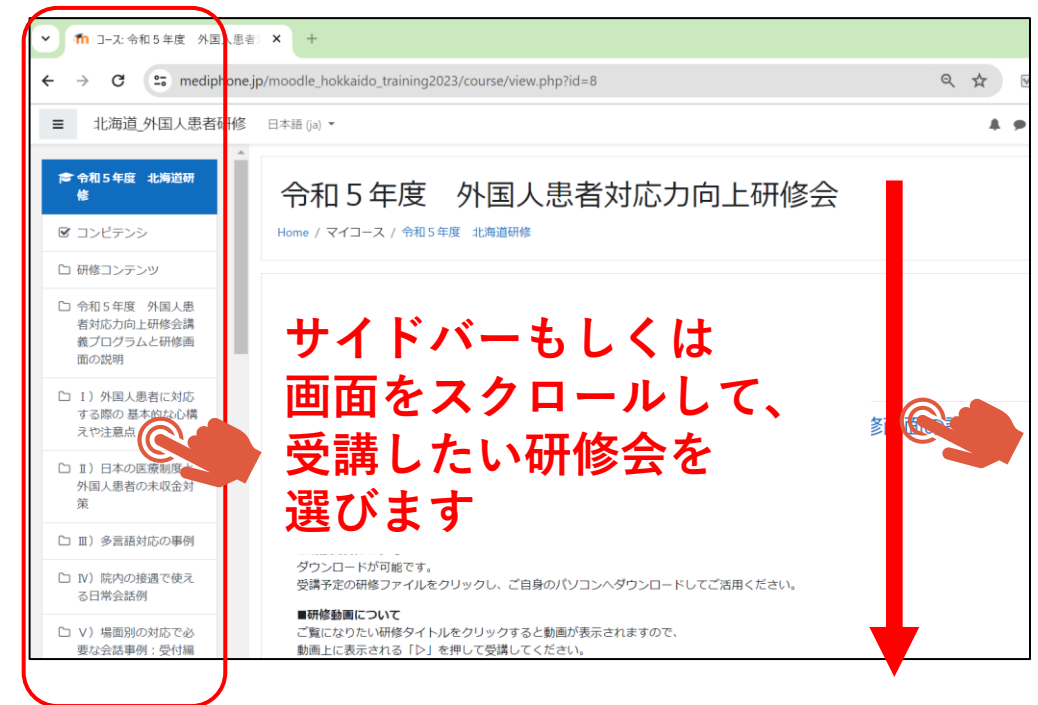 コース: 令和５年度　外国人患者
mediphone.jp/moodle_hokkaido_training2023/course/view.php?id=8
北海道_外国人患者研修
日本語 (ja)
令和５年度　北海道研
修
コンピテンシ
研修コンテンツ
令和５年度　外国人患
者対応力向上研修会講
義プログラムと研修画
面の説明
Ⅰ）外国人患者に対応
する際の 基本的な心構
えや注意点
Ⅱ）日本の医療制度
外国人患者の未収金対
策
Ⅲ）多言語対応の事例
Ⅳ）院内の接遇で使え
る日常会話例
Ⅴ）場面別の対応で必
要な会話事例：受付編
令和５年度　外国人患者対応力向上研修会
Home / マイコース / 令和５年度　北海道研修
サイドバーもしくは
画面をスクロールして、
受講したい研修会を
選びます
ダウンロードが可能です。
受講予定の研修ファイルをクリックし、ご自身のパソコンへダウンロードしてご活用ください。
■研修動画について
ご覧になりたい研修タイトルをクリックすると動画が表示されますので、
動画上に表示される「▷」を押して受講してください。